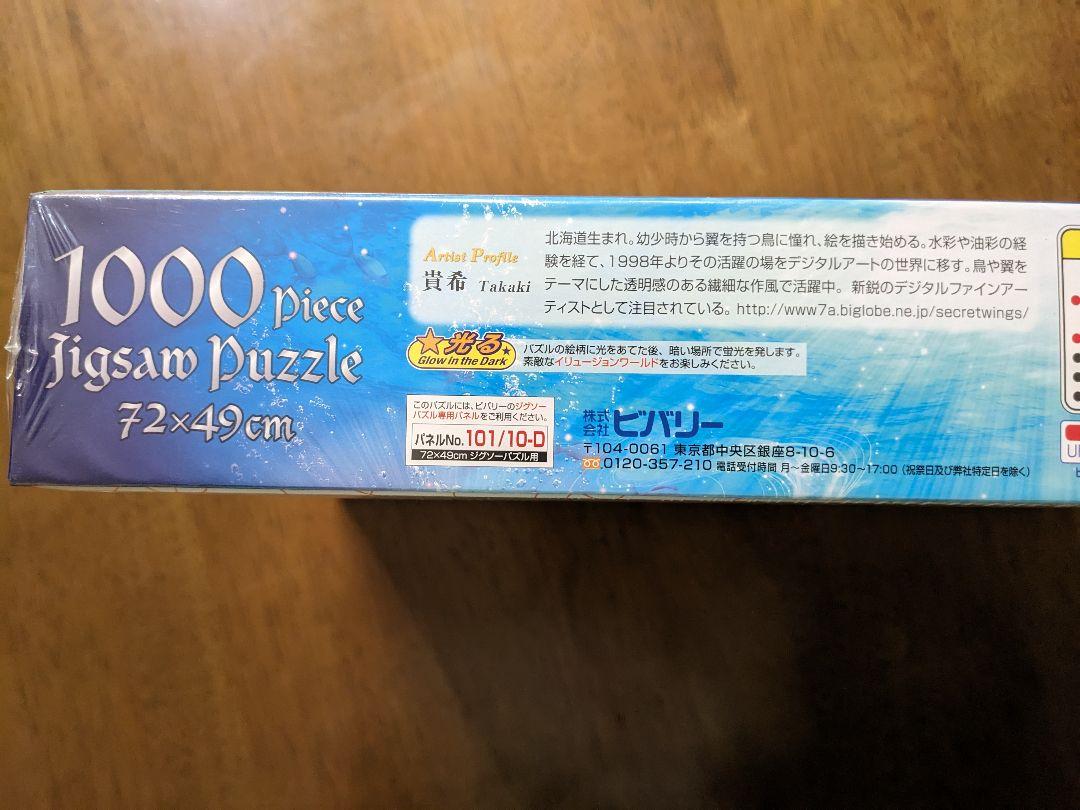 1000 Piece
Jigsaw Puzzle
72×49cm
Artist Profile
貴希 Takaki
北海道生まれ。幼少時から翼を持つ鳥に憧れ、絵を描き始める。水彩や油彩の経
験を経て、1998年よりその活躍の場をデジタルアートの世界に移す。鳥や翼を
テーマにした透明感のある繊細な作風で活躍中。 新鋭のデジタルファインアー
ティストとして注目されている。 http://www7a.biglobe.ne.jp/secretwings/
光る
Glow in the Dark
パズルの絵柄に光をあてた後、暗い場所で蛍光を発します。
素敵なイリュージョンワールドをお楽しみください。
このパズルには、ビバリーのジグソー
パズル専用パネルをご利用ください。
パネルNo. 101/10-D
72×49cm ジグソーパズル用
株式会社 ビバリー
〒104-0061 東京都中央区銀座8-10-6
0120-357-210 電話受付時間 月~金曜日9:30~17:00 (祝祭日及び弊社特定日を除く)